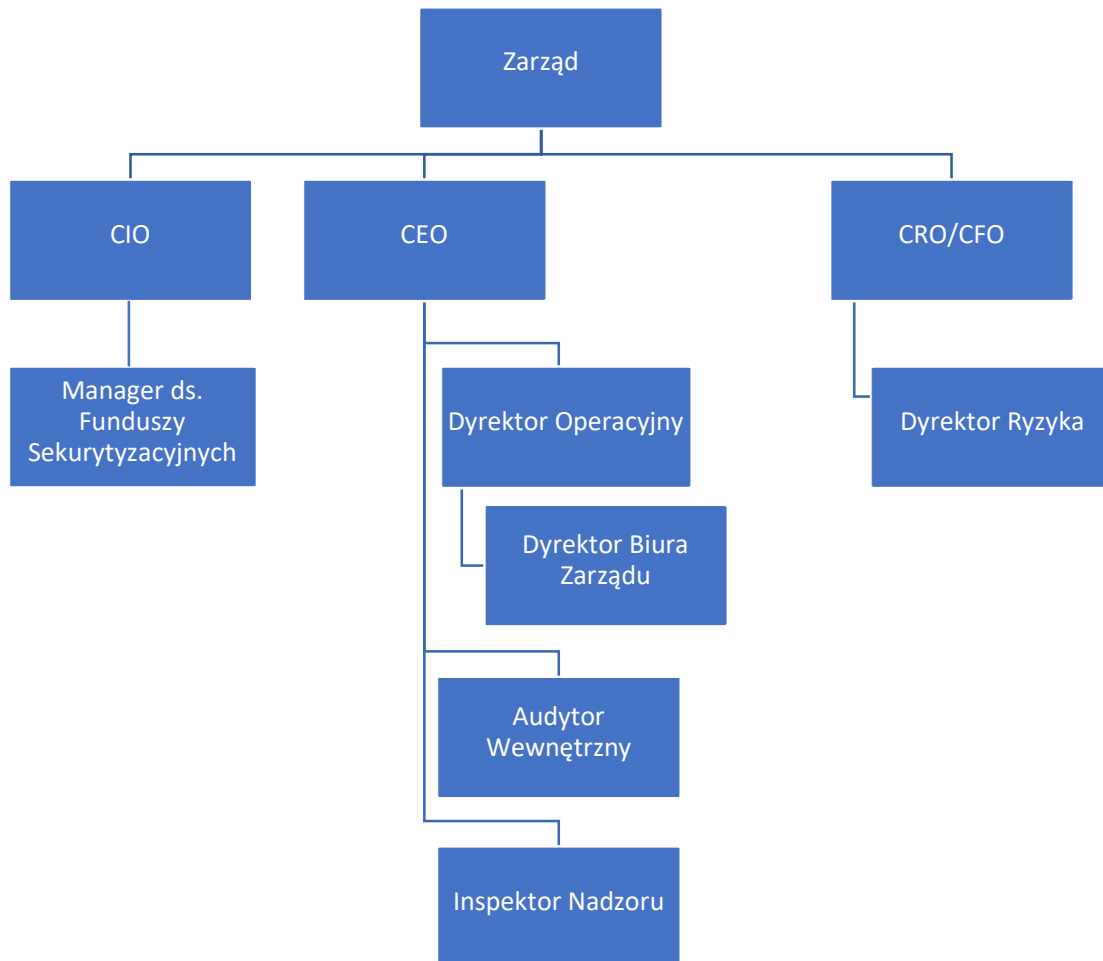 Zarząd
CIO
CEO
CRO/CFO
Manager ds.
Funduszy
Sekurytyzacyjnych
Dyrektor Operacyjny
Dyrektor Ryzyka
Dyrektor Biura
Zarządu
Audytor
Wewnętrzny
Inspektor Nadzoru